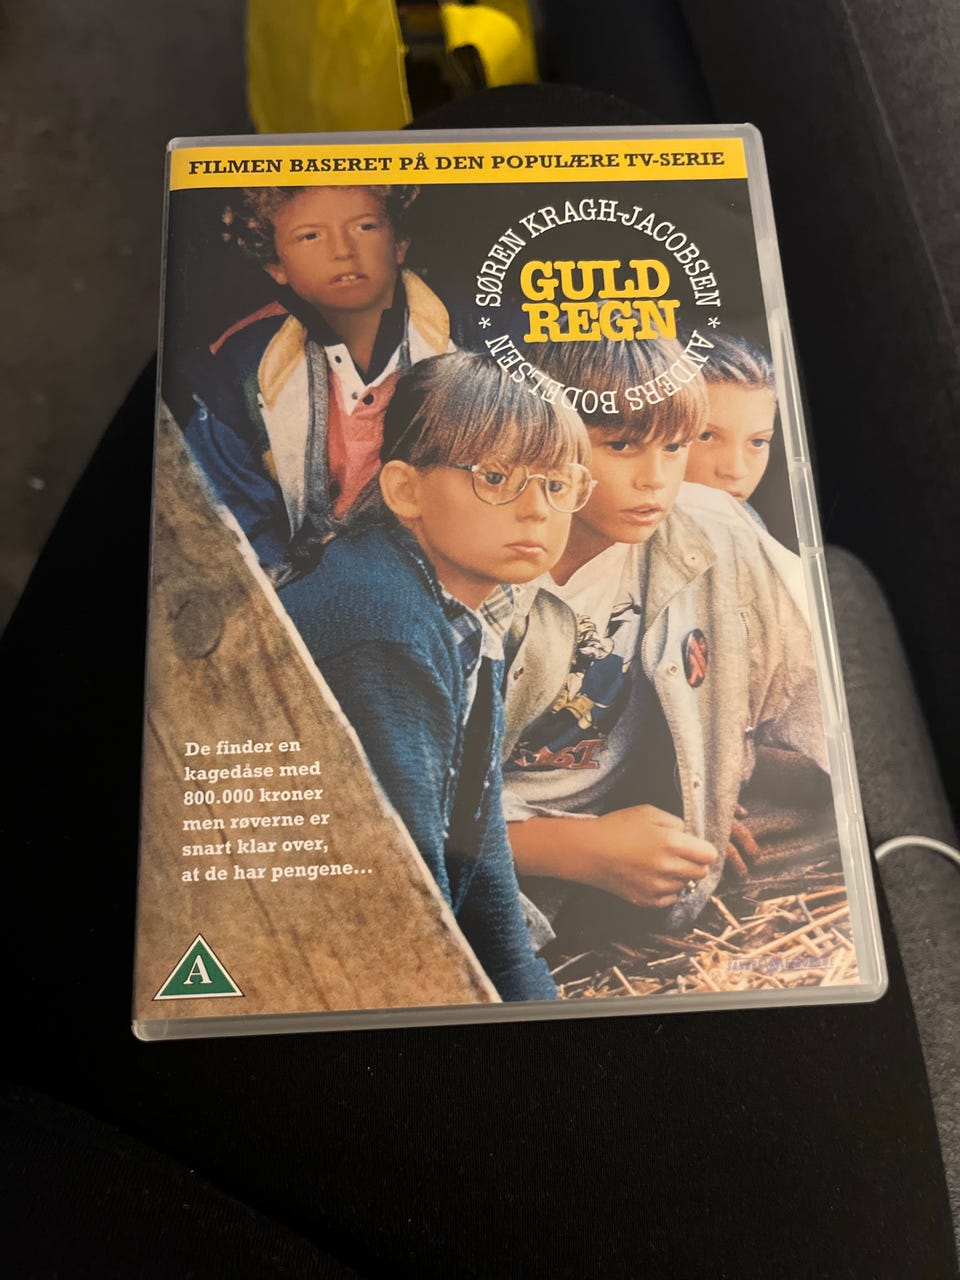 FILMEN BASERET PÅ DEN POPULÆRE TV-SERIE
SØREN KRAGH-JACOBSEN * ANDERS BODELSEN *
GULD
REGN
De finder en
kagedåse med
800.000 kroner
men røverne er
snart klar over,
at de har pengene...
A